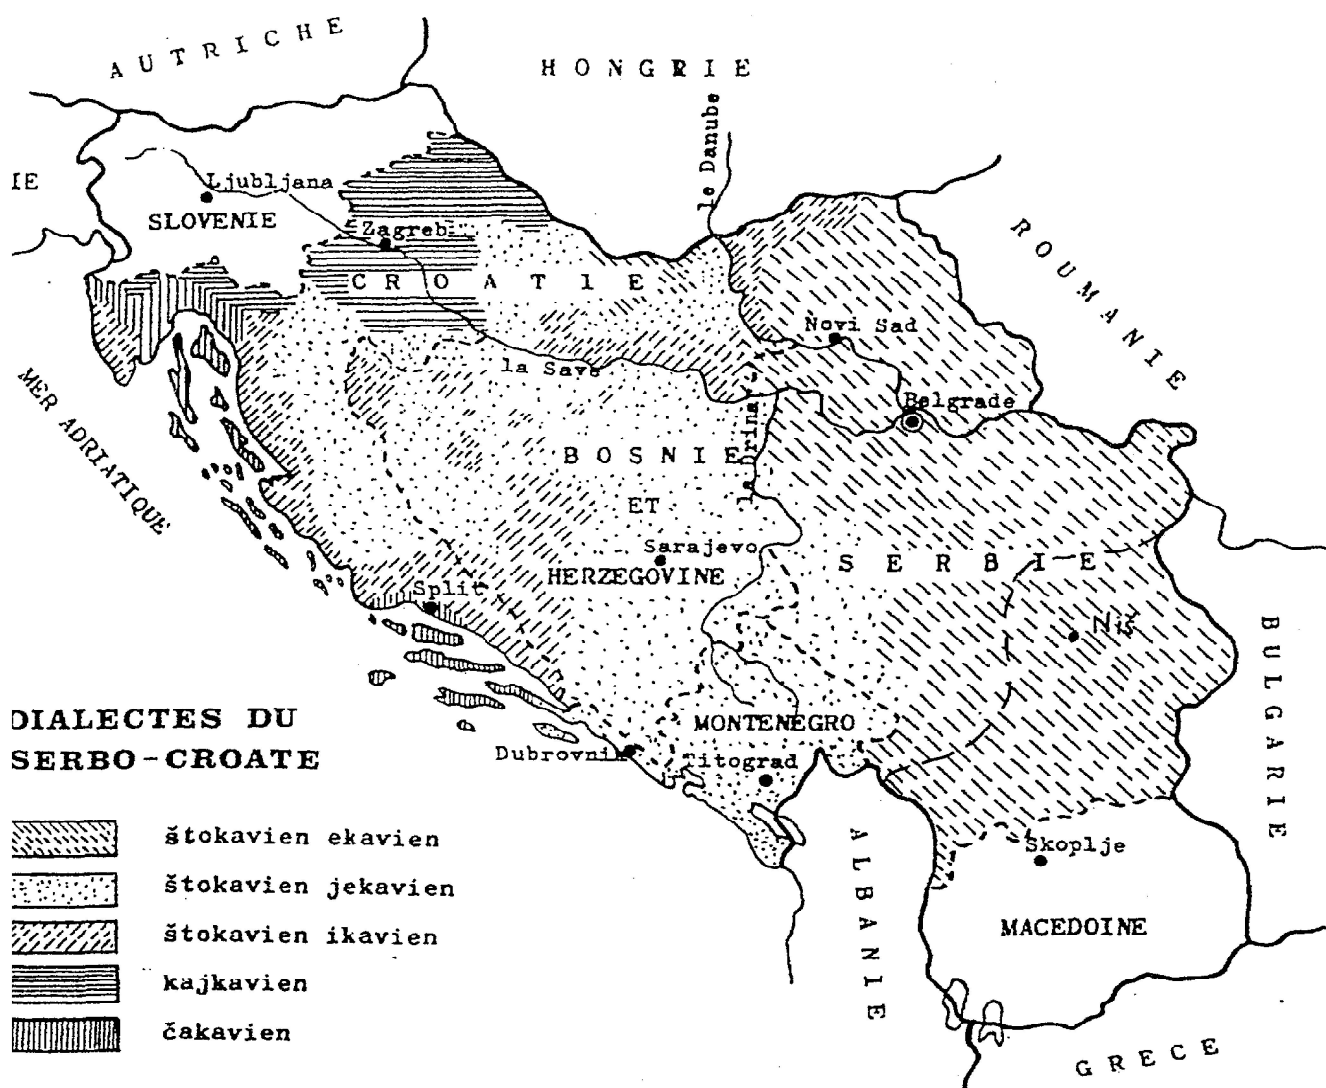 AUTRICHE
HONGRIE
le Danube
IE
Ljubljana
SLOVENIE
Zagreb
CROATIE
ROUMANIE
Novi Sad
la Save
Belgrade
MER ADRIATIQUE
la Drina
BOSNIE
ET
HERZEGOVINE
Sarajevo
SERBIE
Split
Niš
BULGARIE
DIALECTES DU
SERBO-CROATE
MONTENEGRO
Dubrovnik
Titograd
štokavien ekavien
štokavien jekavien
štokavien ikavien
kajkavien
čakavien
ALBANIE
Skoplje
MACEDOINE
GRECE